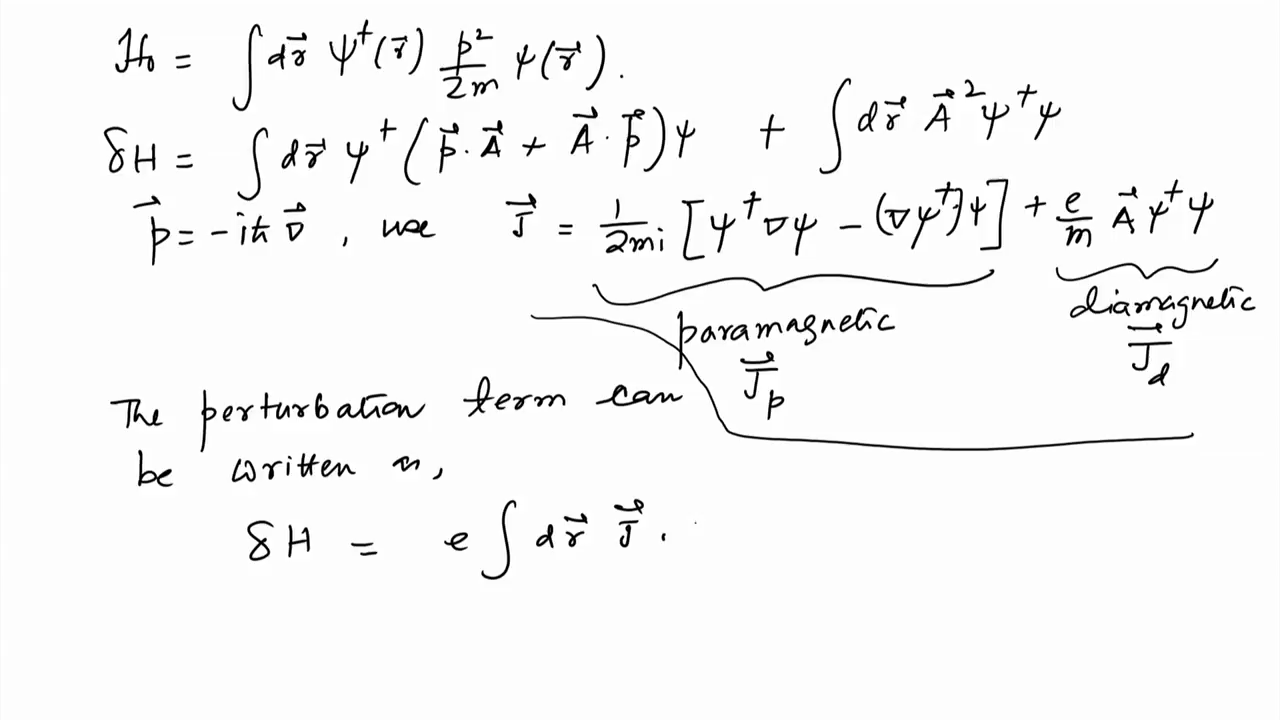 ℋ₀ = ∫ d𝑟⃗ ψ†(r⃗) p²/2m ψ(r⃗).
δH = ∫ dr⃗ ψ†(p⃗·A⃗ + A⃗·p⃗)ψ + ∫ dr⃗ A⃗² ψ†ψ
p⃗ = -iħ ∇⃗, use J⃗ = 1/2mi [ψ†∇ψ - (∇ψ†)ψ] + e/m A⃗ ψ†ψ
paramagnetic diamagnetic
J⃗p J⃗d
The perturbation term can
be written as,
δH = e ∫ dr⃗ J⃗ .